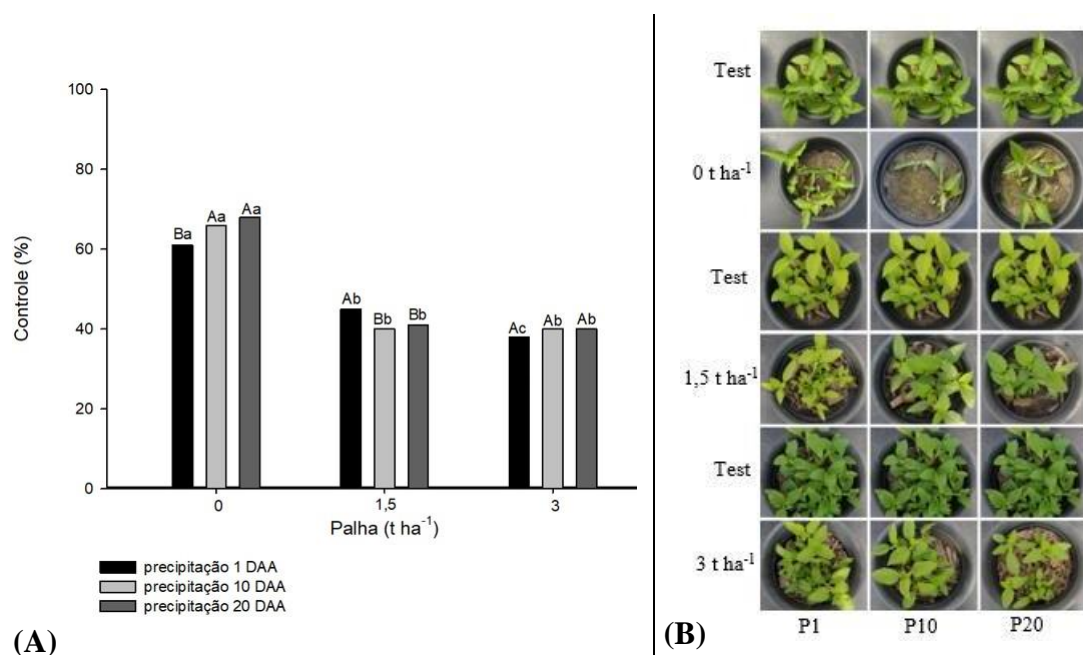 100
80
60
40
20
0
Controle (%)
Ba
Aa
Aa
Ab
Bb
Bb
Ac
Ab
Ab
0
1,5
3
Palha (t ha⁻¹)
precipitação 1 DAA
precipitação 10 DAA
precipitação 20 DAA
(A)
Test
0 t ha⁻¹
Test
1,5 t ha⁻¹
Test
3 t ha⁻¹
P1 P10 P20
(B)